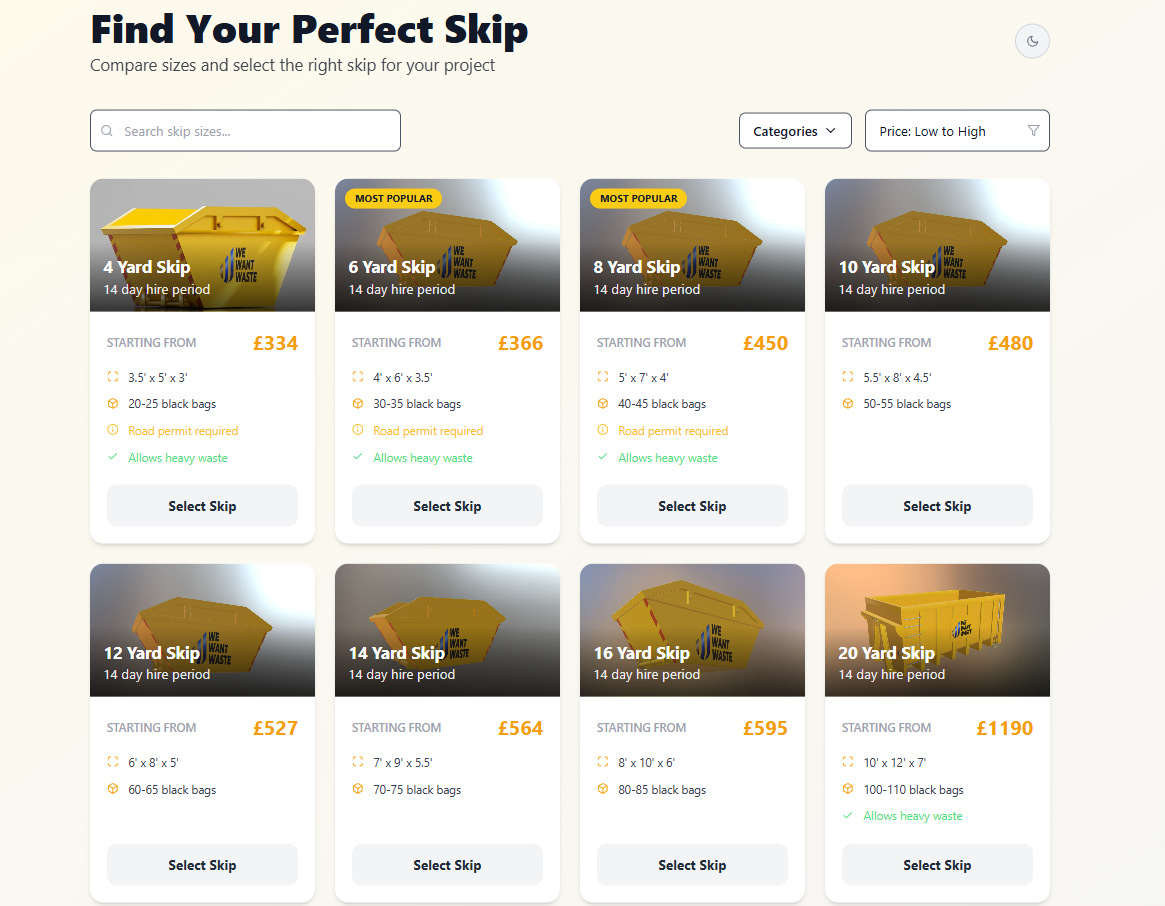 Find Your Perfect Skip
Compare sizes and select the right skip for your project
Search skip sizes...
Categories
Price: Low to High
WE
WANT
WASTE
4 Yard Skip
14 day hire period
STARTING FROM £334
3.5' x 5' x 3'
20-25 black bags
Road permit required
Allows heavy waste
Select Skip
MOST POPULAR
WE
WANT
WASTE
6 Yard Skip
14 day hire period
STARTING FROM £366
4' x 6' x 3.5'
30-35 black bags
Road permit required
Allows heavy waste
Select Skip
MOST POPULAR
WE
WANT
WASTE
8 Yard Skip
14 day hire period
STARTING FROM £450
5' x 7' x 4'
40-45 black bags
Road permit required
Allows heavy waste
Select Skip
WE
WANT
WASTE
10 Yard Skip
14 day hire period
STARTING FROM £480
5.5' x 8' x 4.5'
50-55 black bags
Select Skip
WE
WANT
WASTE
12 Yard Skip
14 day hire period
STARTING FROM £527
6' x 8' x 5'
60-65 black bags
Select Skip
WE
WANT
WASTE
14 Yard Skip
14 day hire period
STARTING FROM £564
7' x 9' x 5.5'
70-75 black bags
Select Skip
WE
WANT
WASTE
16 Yard Skip
14 day hire period
STARTING FROM £595
8' x 10' x 6'
80-85 black bags
Select Skip
20 Yard Skip
14 day hire period
STARTING FROM £1190
10' x 12' x 7'
100-110 black bags
Allows heavy waste
Select Skip